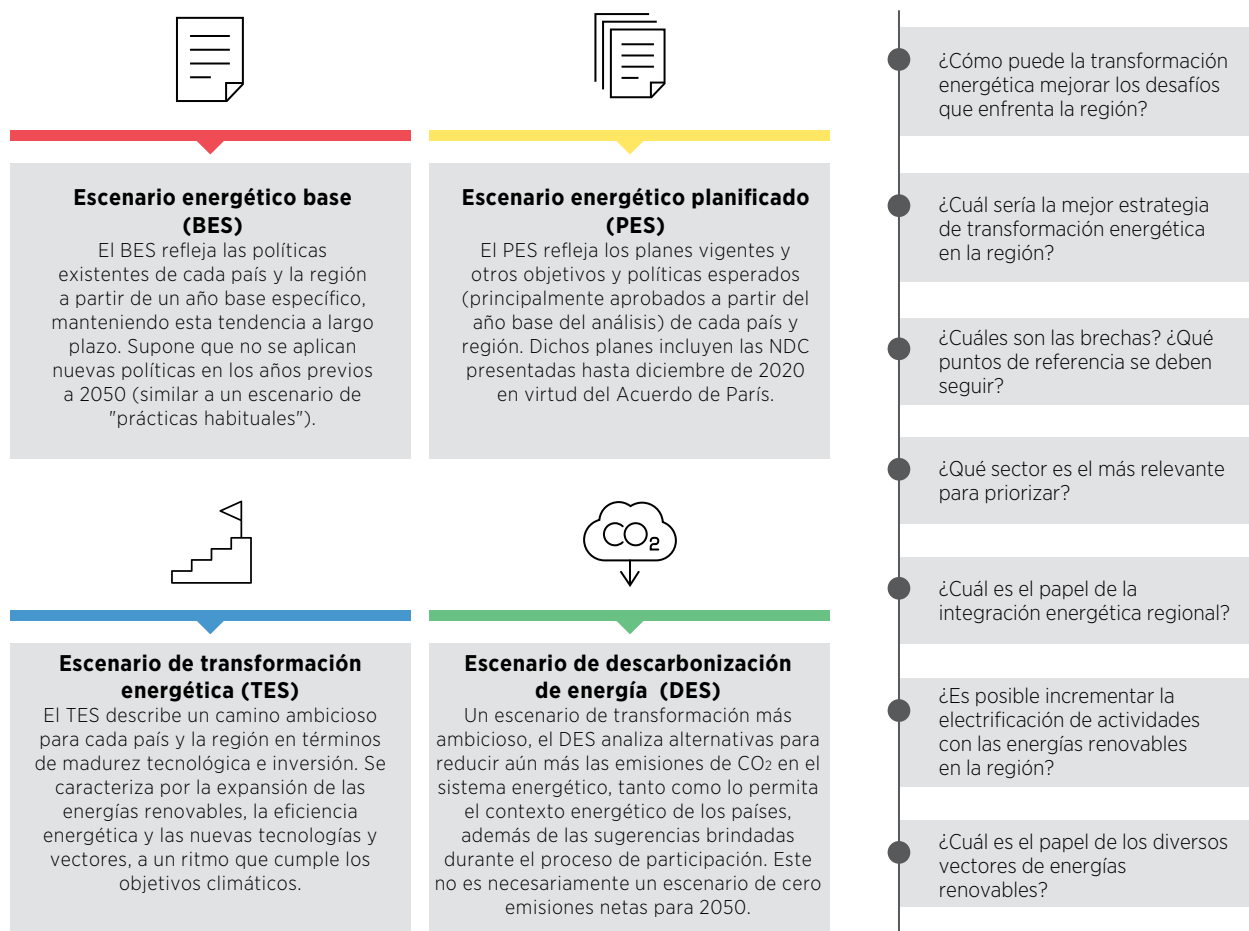 Escenario energético base
(BES)
El BES refleja las políticas
existentes de cada país y la región
a partir de un año base específico,
manteniendo esta tendencia a largo
plazo. Supone que no se aplican
nuevas políticas en los años previos
a 2050 (similar a un escenario de
"prácticas habituales").
Escenario energético planificado
(PES)
El PES refleja los planes vigentes y
otros objetivos y políticas esperados
(principalmente aprobados a partir del
año base del análisis) de cada país y
región. Dichos planes incluyen las NDC
presentadas hasta diciembre de 2020
en virtud del Acuerdo de París.
Escenario de transformación
energética (TES)
El TES describe un camino ambicioso
para cada país y la región en términos
de madurez tecnológica e inversión. Se
caracteriza por la expansión de las
energías renovables, la eficiencia
energética y las nuevas tecnologías y
vectores, a un ritmo que cumple los
objetivos climáticos.
CO2
Escenario de descarbonización
de energía (DES)
Un escenario de transformación más
ambicioso, el DES analiza alternativas para
reducir aún más las emisiones de CO2 en el
sistema energético, tanto como lo permita
el contexto energético de los países,
además de las sugerencias brindadas
durante el proceso de participación. Este
no es necesariamente un escenario de cero
emisiones netas para 2050.
¿Cómo puede la transformación
energética mejorar los desafíos
que enfrenta la región?
¿Cuál sería la mejor estrategia
de transformación energética
en la región?
¿Cuáles son las brechas? ¿Qué
puntos de referencia se deben
seguir?
¿Qué sector es el más relevante
para priorizar?
¿Cuál es el papel de la
integración energética regional?
¿Es posible incrementar la
electrificación de actividades
con las energías renovables
en la región?
¿Cuál es el papel de los diversos
vectores de energías
renovables?